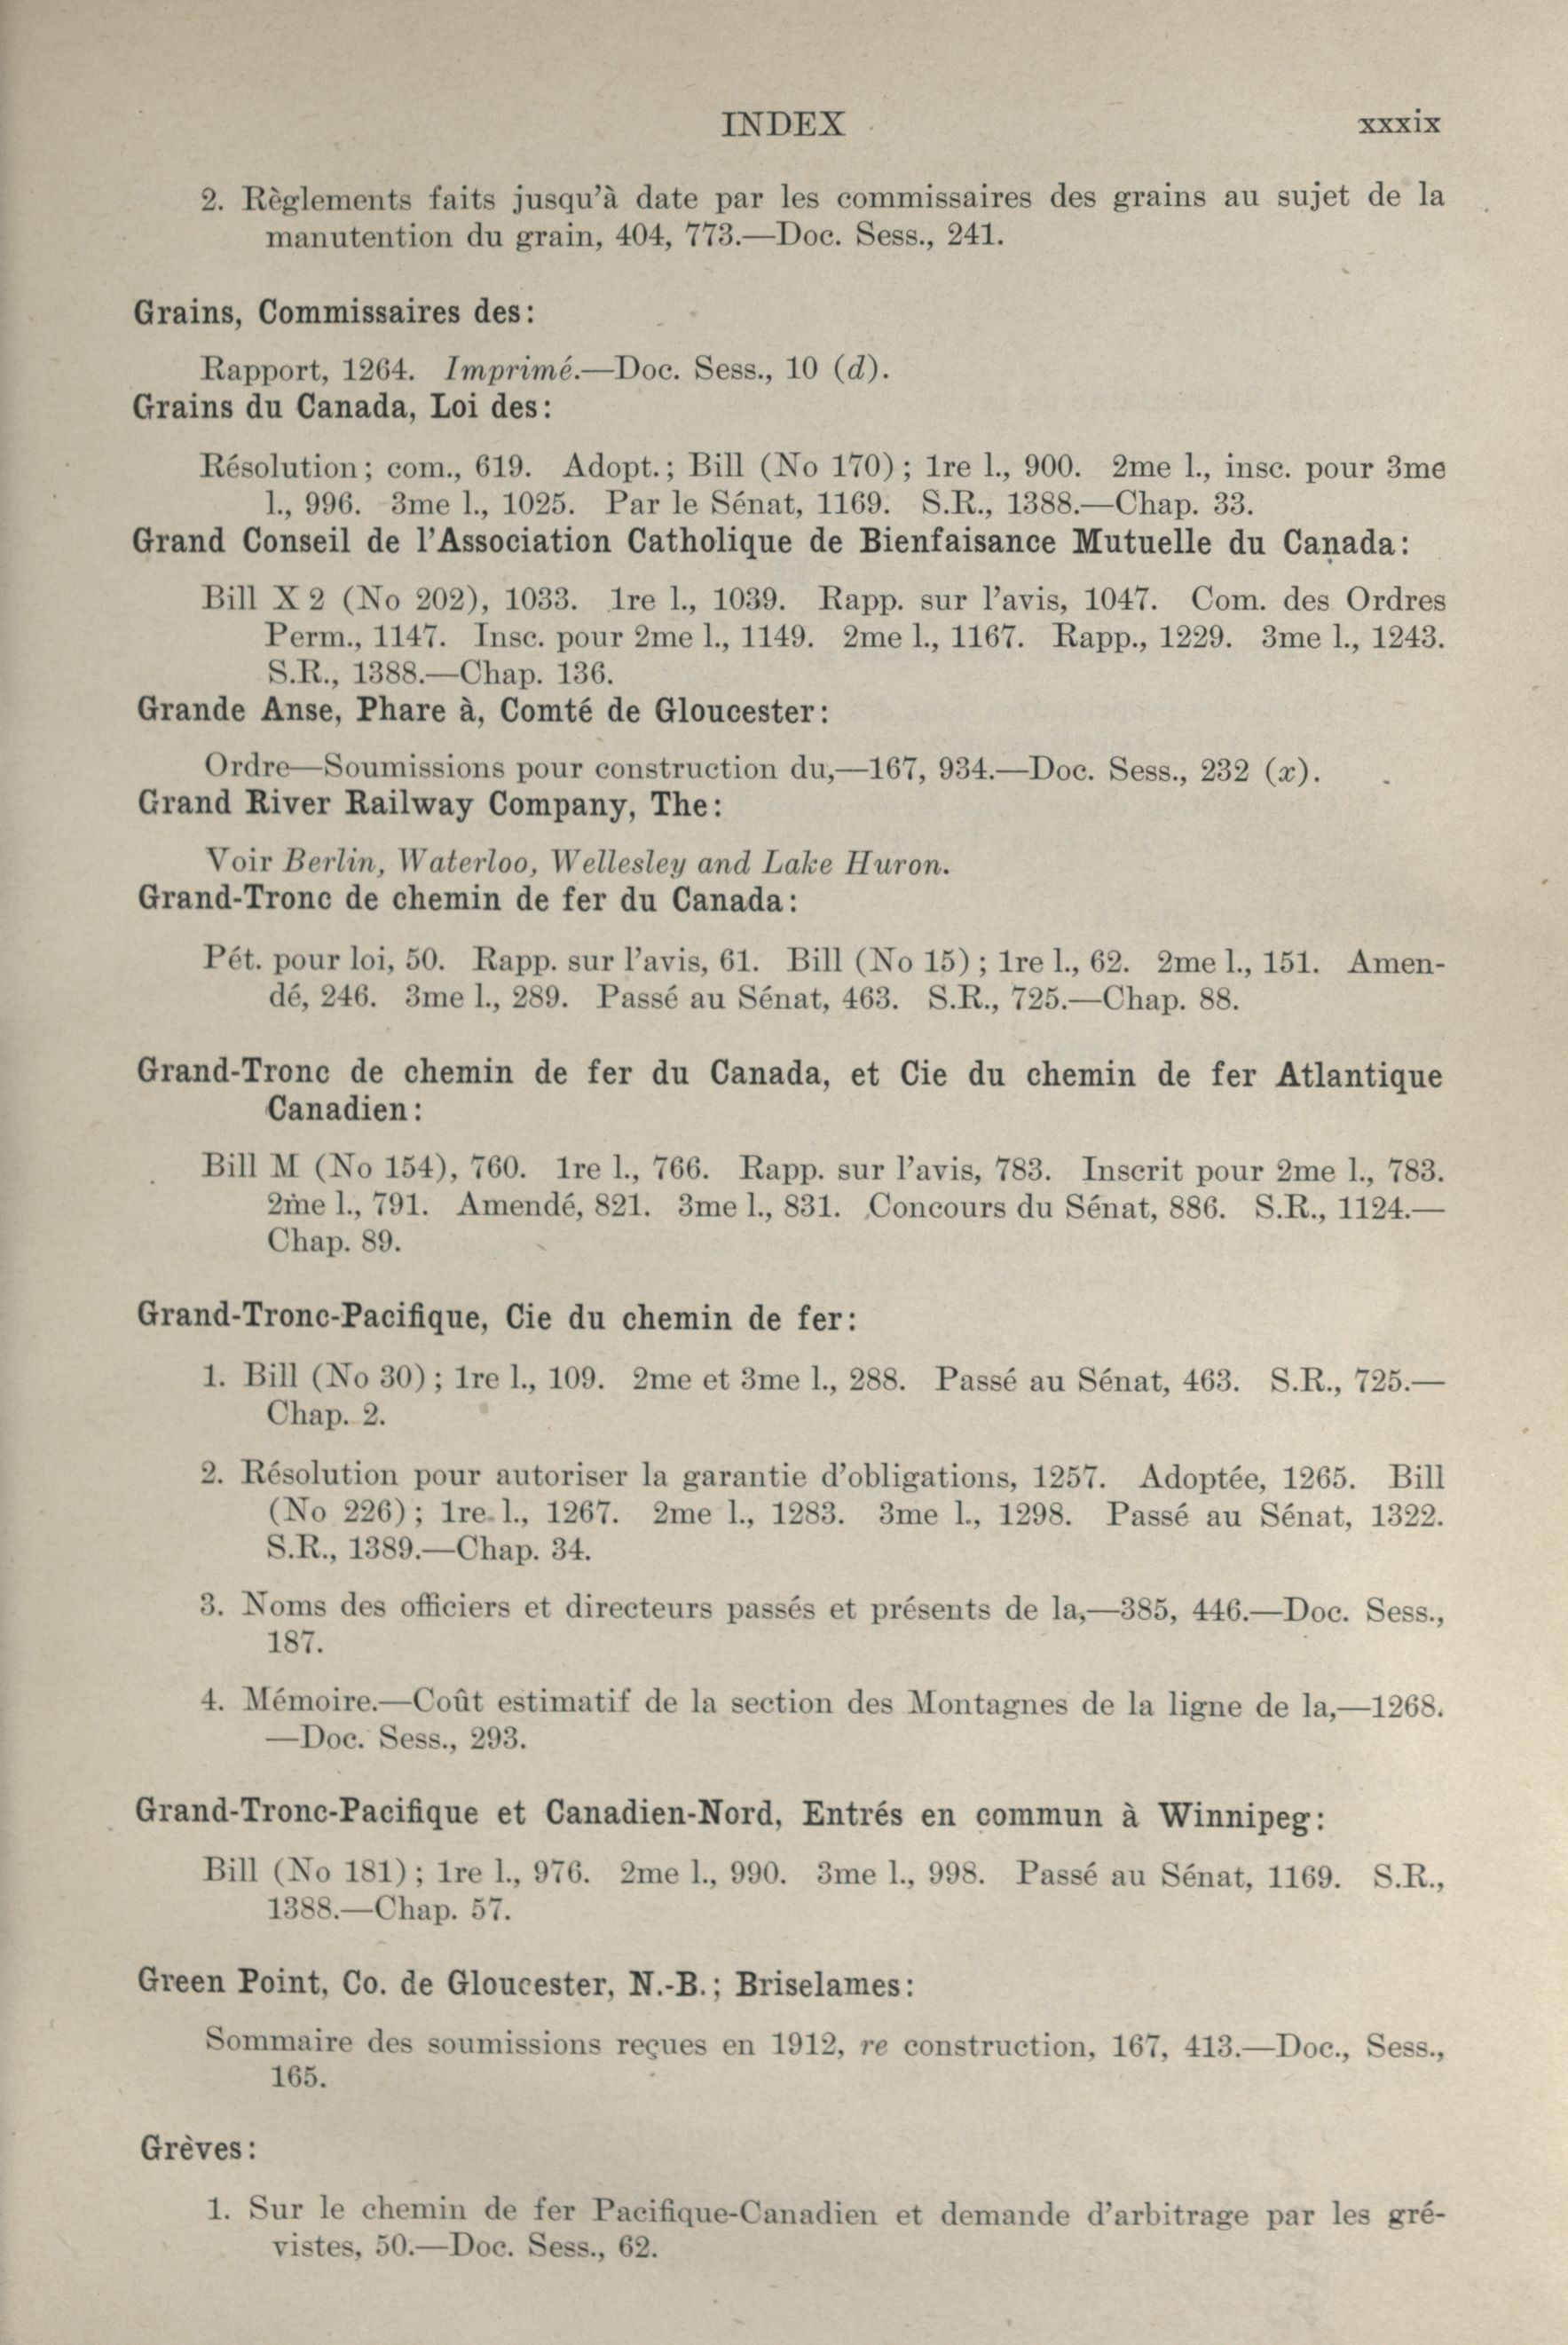 INDEX xxxix
2. Règlements faits jusqu'à date par les commissaires des grains au sujet de la
manutention du grain, 404, 773.—Doc. Sess., 241.
Grains, Commissaires des:
Rapport, 1264. Imprimé.—Doc. Sess., 10 (d).
Grains du Canada, Loi des:
Résolution; com., 619. Adopt.; Bill (No 170); 1re l., 900. 2me l., insc. pour 3me
l., 996. 3me l., 1025. Par le Sénat, 1169. S.R., 1388.—Chap. 33.
Grand Conseil de l'Association Catholique de Bienfaisance Mutuelle du Canada:
Bill X 2 (No 202), 1033. 1re l., 1039. Rapp. sur l'avis, 1047. Com. des Ordres
Perm., 1147. Insc. pour 2me l., 1149. 2me l., 1167. Rapp., 1229. 3me l., 1243.
S.R., 1388.—Chap. 136.
Grande Anse, Phare à, Comté de Gloucester:
Ordre—Soumissions pour construction du,—167, 934.—Doc. Sess., 232 (x).
Grand River Railway Company, The:
Voir Berlin, Waterloo, Wellesley and Lake Huron.
Grand-Tronc de chemin de fer du Canada:
Pét. pour loi, 50. Rapp. sur l'avis, 61. Bill (No 15); 1re l., 62. 2me l., 151. Amen-
dé, 246. 3me l., 289. Passé au Sénat, 463. S.R., 725.—Chap. 88.
Grand-Tronc de chemin de fer du Canada, et Cie du chemin de fer Atlantique
Canadien:
Bill M (No 154), 760. 1re l., 766. Rapp. sur l'avis, 783. Inscrit pour 2me l., 783.
2me l., 791. Amendé, 821. 3me l., 831. Concours du Sénat, 886. S.R., 1124.—
Chap. 89.
Grand-Tronc-Pacifique, Cie du chemin de fer:
1. Bill (No 30); 1re l., 109. 2me et 3me l., 288. Passé au Sénat, 463. S.R., 725.—
Chap. 2.
2. Résolution pour autoriser la garantie d'obligations, 1257. Adoptée, 1265. Bill
(No 226); 1re l., 1267. 2me l., 1283. 3me l., 1298. Passé au Sénat, 1322.
S.R., 1389.—Chap. 34.
3. Noms des officiers et directeurs passés et présents de la,—385, 446.—Doc. Sess.,
187.
4. Mémoire.—Coût estimatif de la section des Montagnes de la ligne de la,—1268.
—Doc. Sess., 293.
Grand-Tronc-Pacifique et Canadien-Nord, Entrés en commun à Winnipeg:
Bill (No 181); 1re l., 976. 2me l., 990. 3me l., 998. Passé au Sénat, 1169. S.R.,
1388.—Chap. 57.
Green Point, Co. de Gloucester, N.-B.; Briselames:
Sommaire des soumissions reçues en 1912, re construction, 167, 413.—Doc., Sess.,
165.
Grèves:
1. Sur le chemin de fer Pacifique-Canadien et demande d'arbitrage par les gré-
vistes, 50.—Doc. Sess., 62.